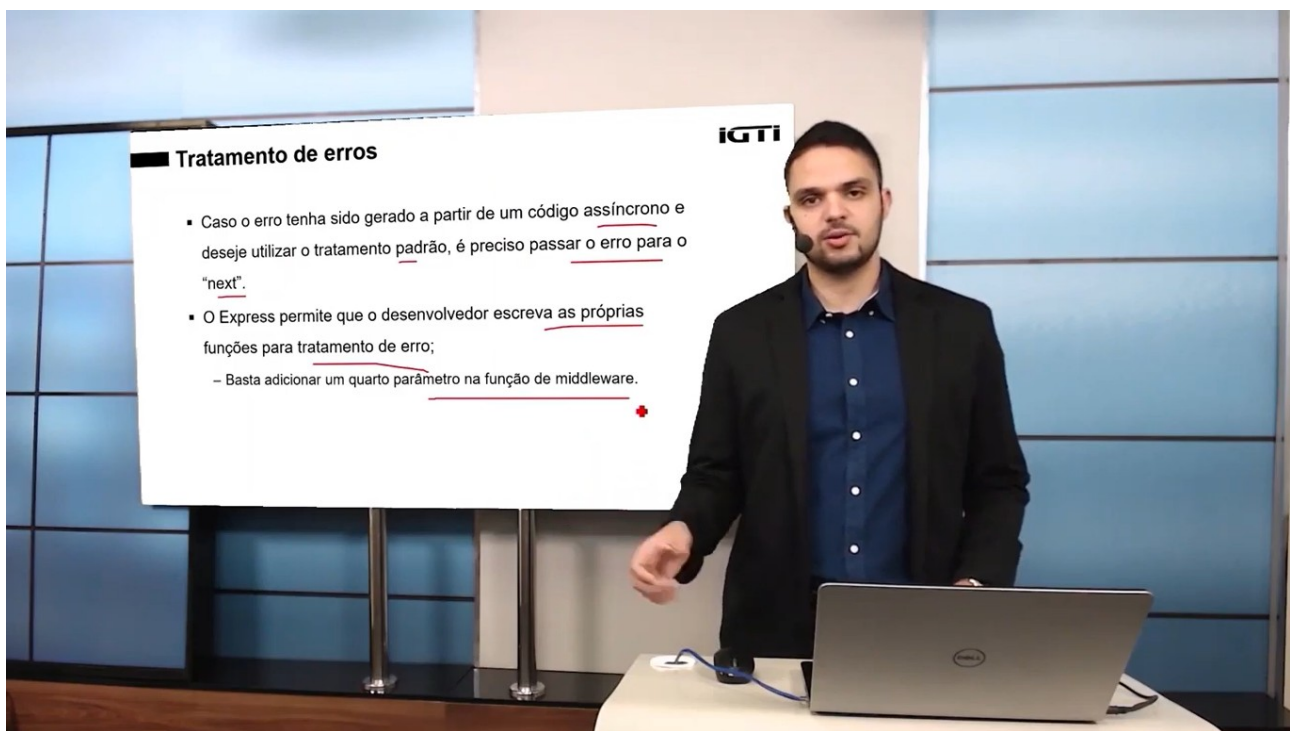 iGTi
Tratamento de erros
▪ Caso o erro tenha sido gerado a partir de um código assíncrono e
deseje utilizar o tratamento padrão, é preciso passar o erro para o
“next”.
▪ O Express permite que o desenvolvedor escreva as próprias
funções para tratamento de erro;
– Basta adicionar um quarto parâmetro na função de middleware.
DELL